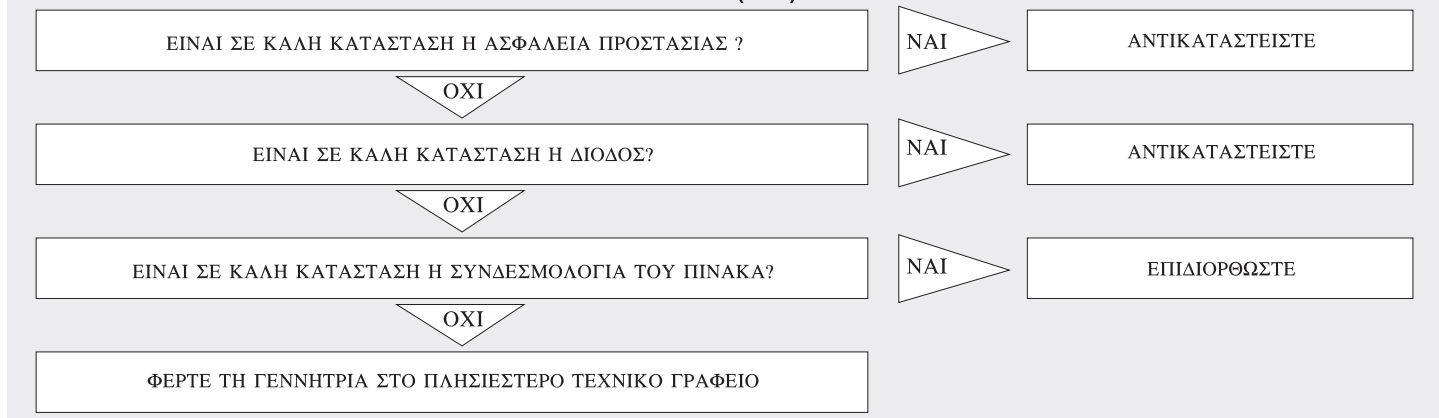 ΕΙΝΑΙ ΣΕ ΚΑΛΗ ΚΑΤΑΣΤΑΣΗ Η ΑΣΦΑΛΕΙΑ ΠΡΟΣΤΑΣΙΑΣ ?
ΝΑΙ
ΑΝΤΙΚΑΤΑΣΤΕΙΣΤΕ
ΟΧΙ
ΕΙΝΑΙ ΣΕ ΚΑΛΗ ΚΑΤΑΣΤΑΣΗ Η ΔΙΟΔΟΣ?
ΝΑΙ
ΑΝΤΙΚΑΤΑΣΤΕΙΣΤΕ
ΟΧΙ
ΕΙΝΑΙ ΣΕ ΚΑΛΗ ΚΑΤΑΣΤΑΣΗ Η ΣΥΝΔΕΣΜΟΛΟΓΙΑ ΤΟΥ ΠΙΝΑΚΑ?
ΝΑΙ
ΕΠΙΔΙΟΡΘΩΣΤΕ
ΟΧΙ
ΦΕΡΤΕ ΤΗ ΓΕΝΝΗΤΡΙΑ ΣΤΟ ΠΛΗΣΙΕΣΤΕΡΟ ΤΕΧΝΙΚΟ ΓΡΑΦΕΙΟ